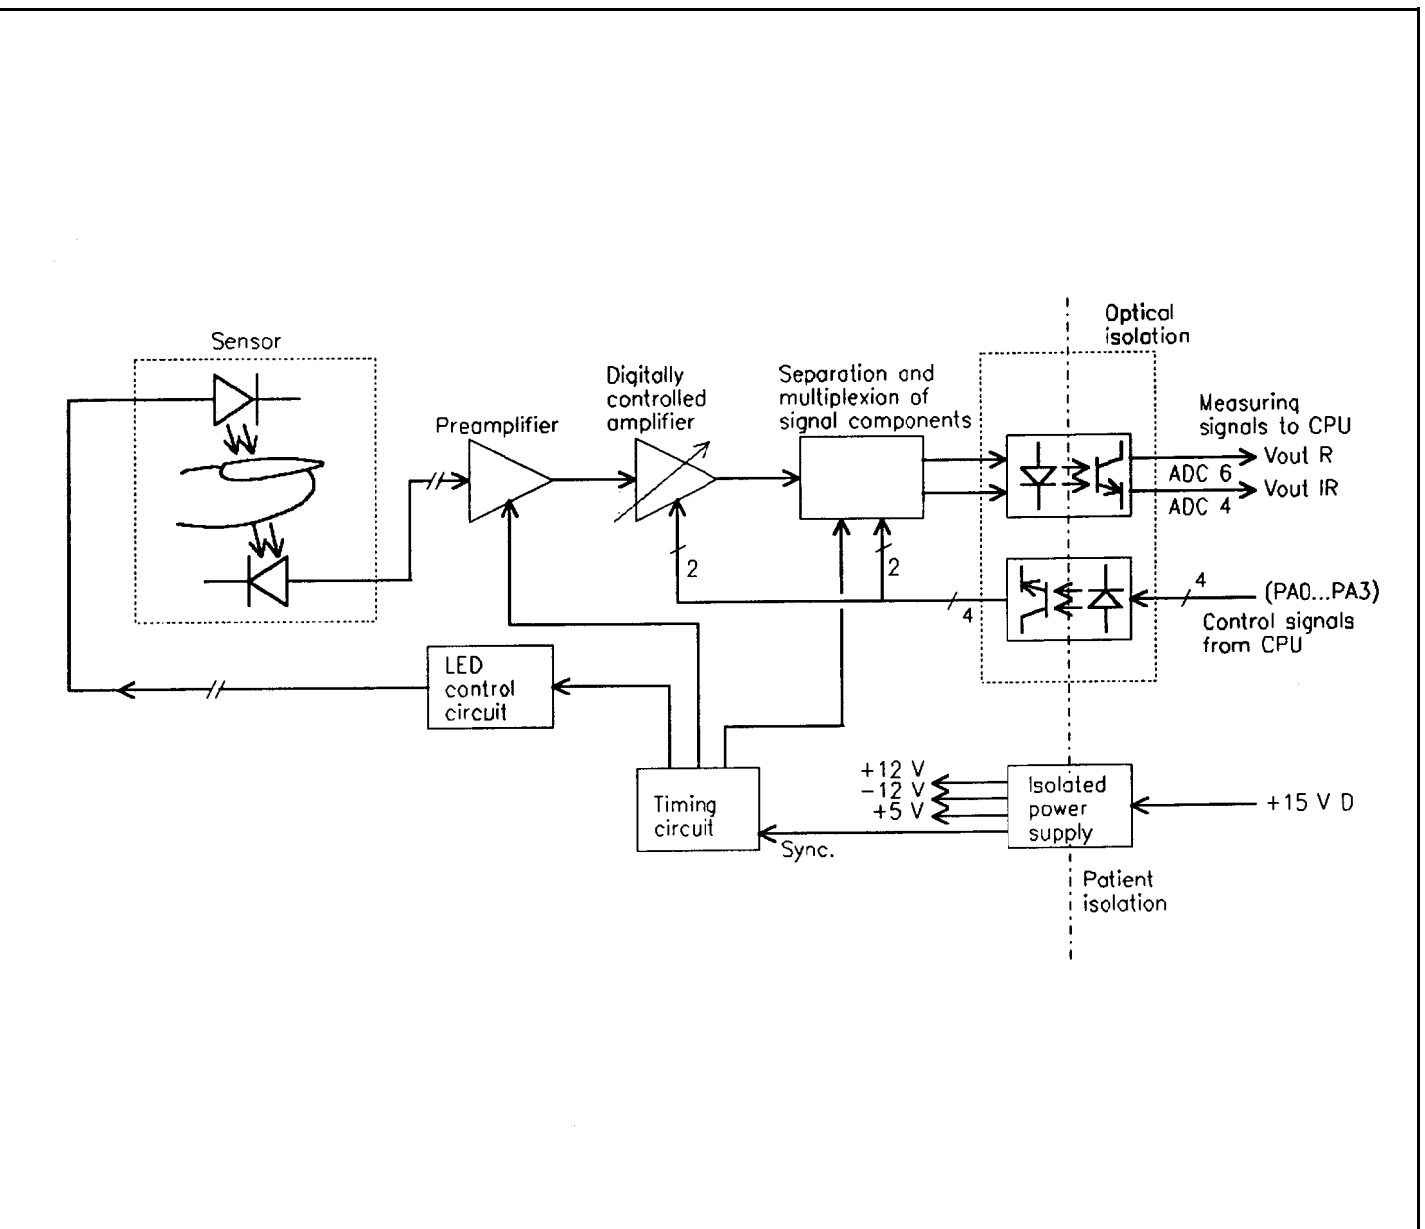 Optical
isolation
Sensor
Digitally
controlled
amplifier
Separation and
multiplexion of
signal components
Preamplifier
Measuring
signals to CPU
Vout R
ADC 6
Vout IR
ADC 4
2
2
4
4
(PA0...PA3)
Control signals
from CPU
LED
control
circuit
Timing
circuit
+12 V
-12 V
+5 V
Sync.
Isolated
power
supply
+15 V D
Patient
isolation